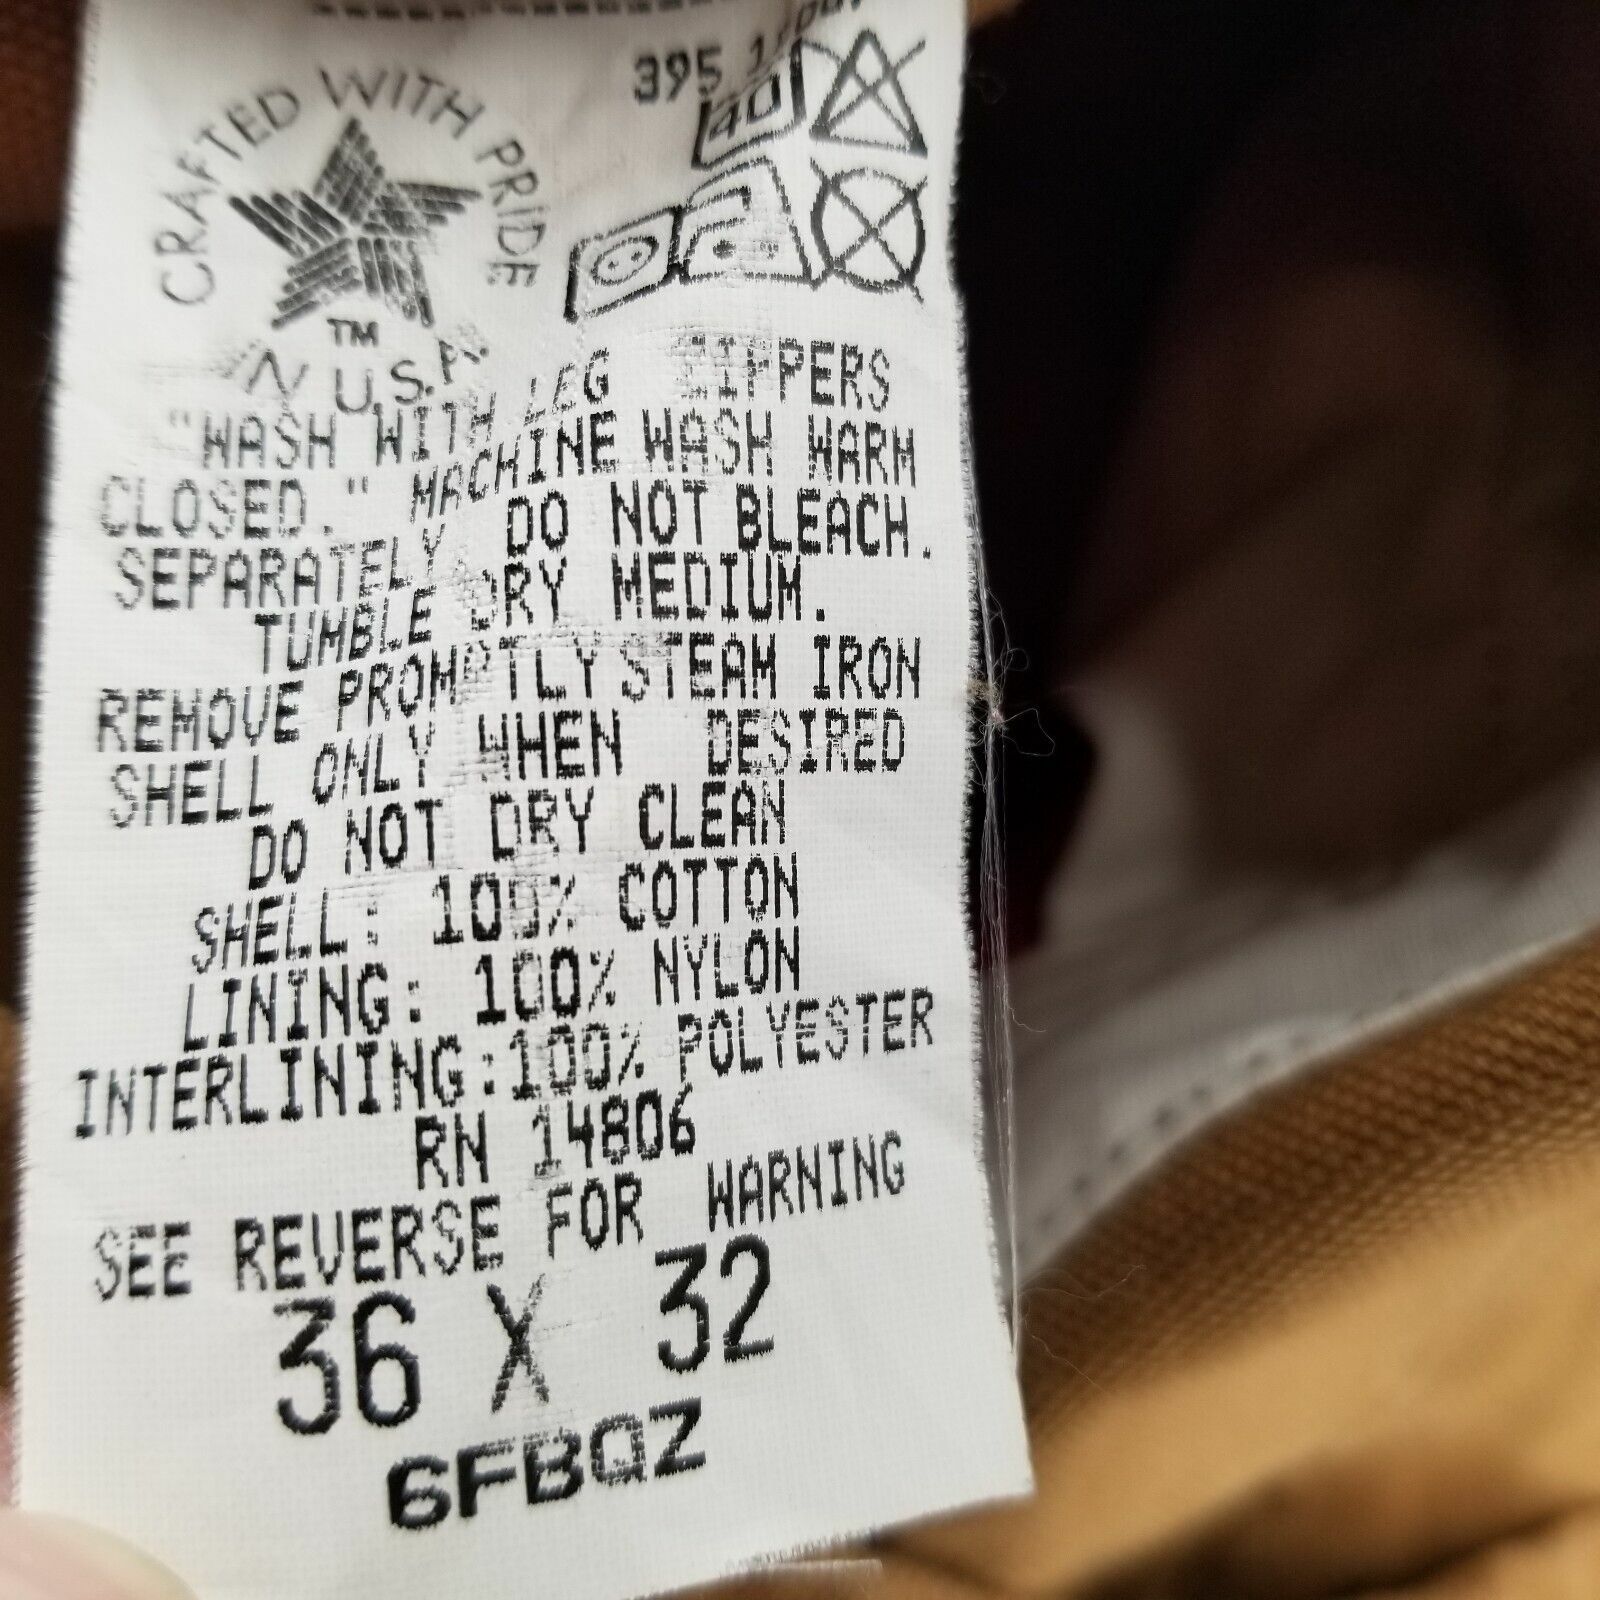 395
CRAFTED WITH PRIDE
TM
IN U.S.A.
40
"WASH WITH LEG ZIPPERS
CLOSED." MACHINE WASH WARM
SEPARATELY. DO NOT BLEACH.
TUMBLE DRY MEDIUM.
REMOVE PROMPTLY STEAM IRON
SHELL ONLY WHEN DESIRED
DO NOT DRY CLEAN
SHELL: 100% COTTON
LINING: 100% NYLON
INTERLINING:100% POLYESTER
RN 14806
SEE REVERSE FOR WARNING
36 X 32
6FBQZ